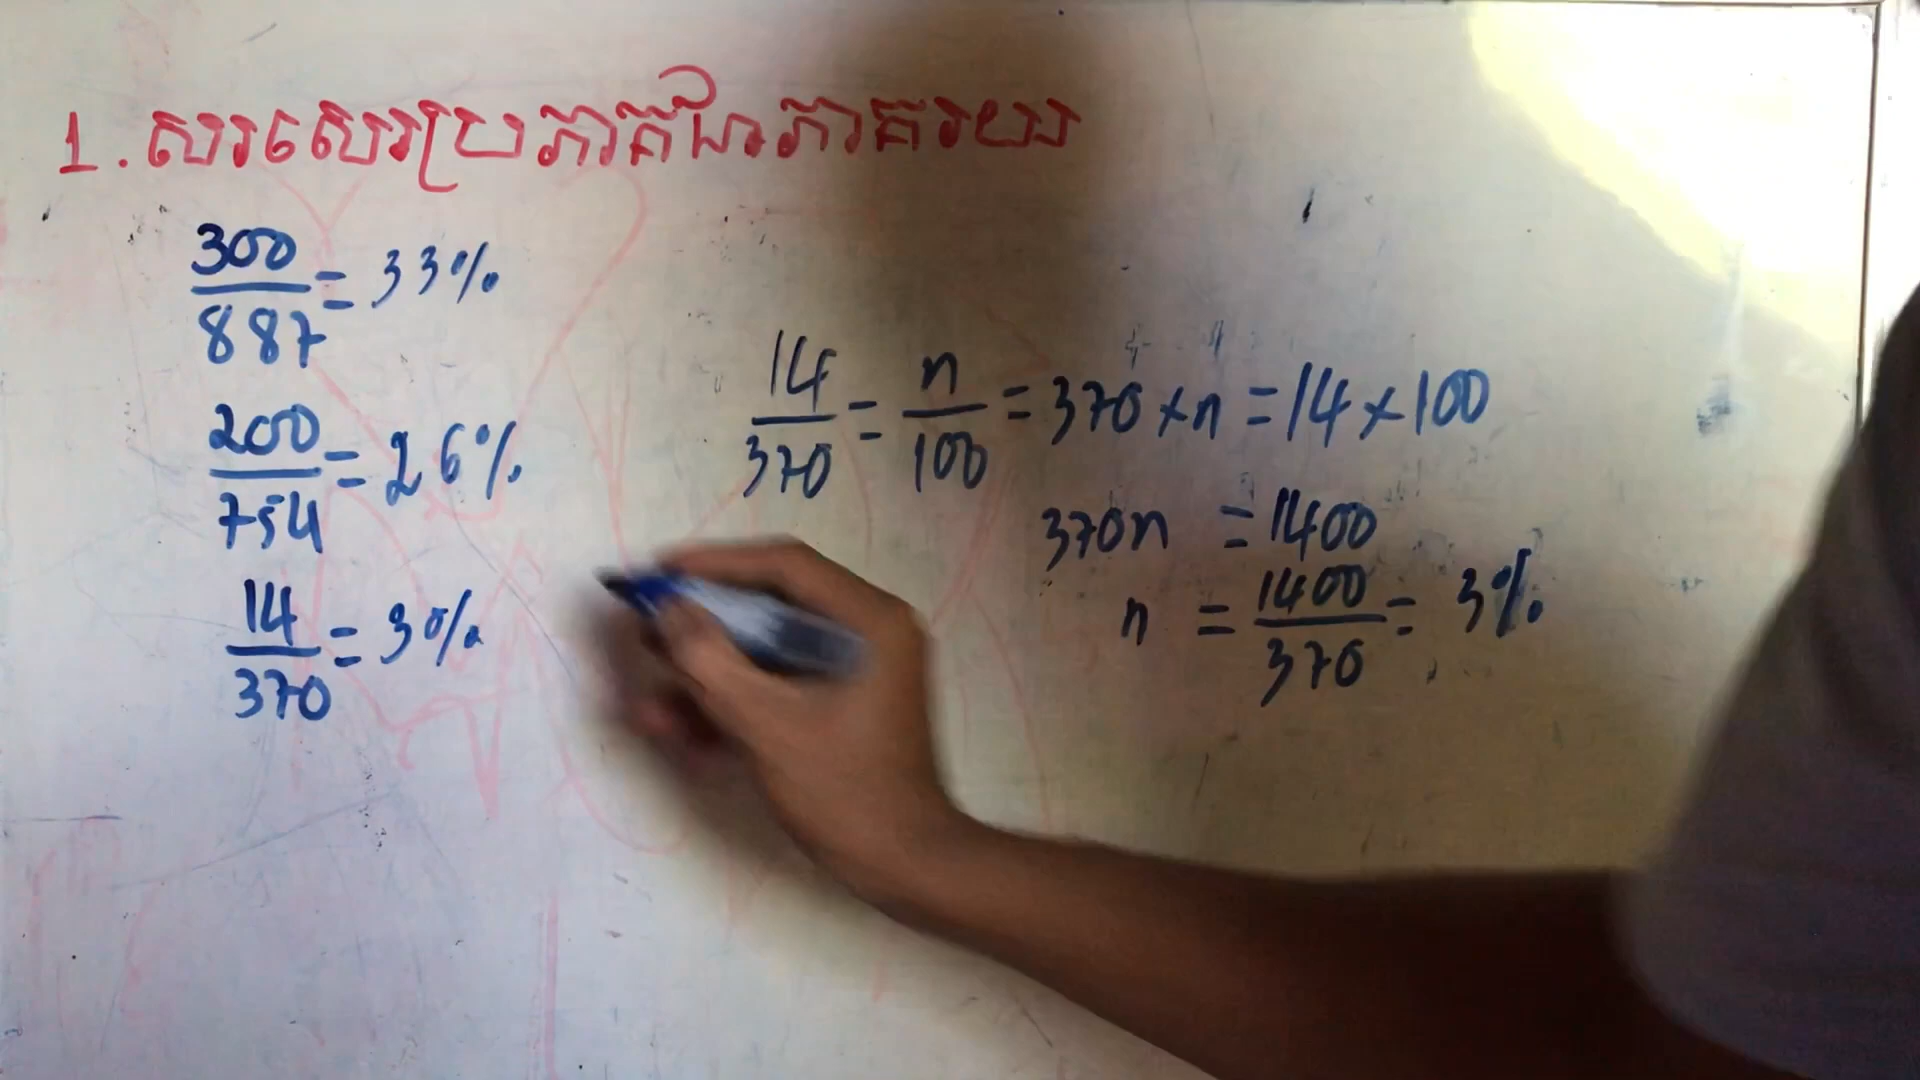 1. សរសេរប្រភាគជាភាគរយ
300/887 = 33%
200/754 = 26%
14/370 = 3%
14/370 = n/100 = 370 × n = 14 × 100
370n = 1400
n = 1400/370 = 3%